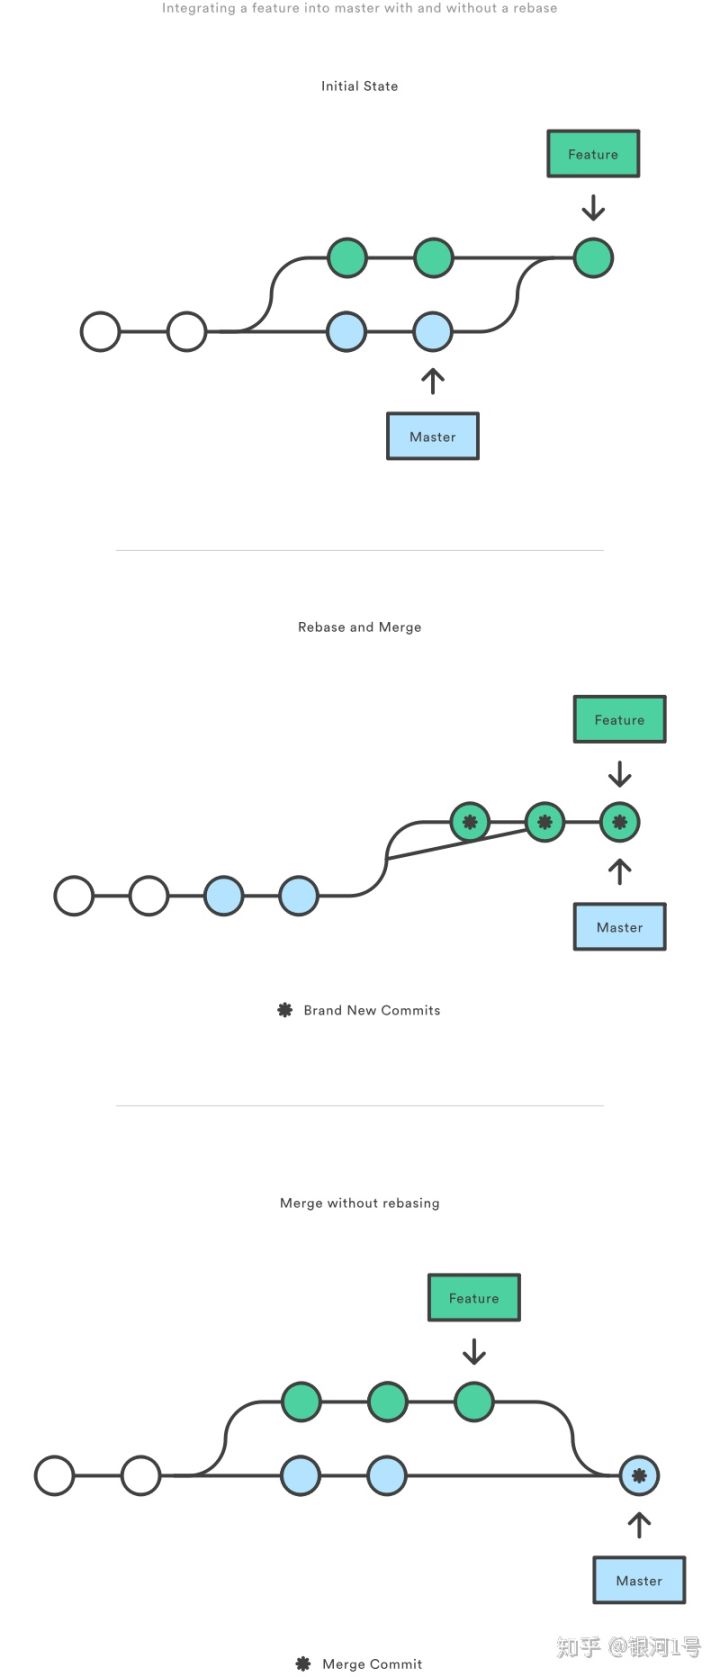 Integrating a feature into master with and without a rebase
Initial State
Feature
Master
Rebase and Merge
Feature
Master
Brand New Commits
Merge without rebasing
Feature
Master
知乎 @银河1号
Merge Commit